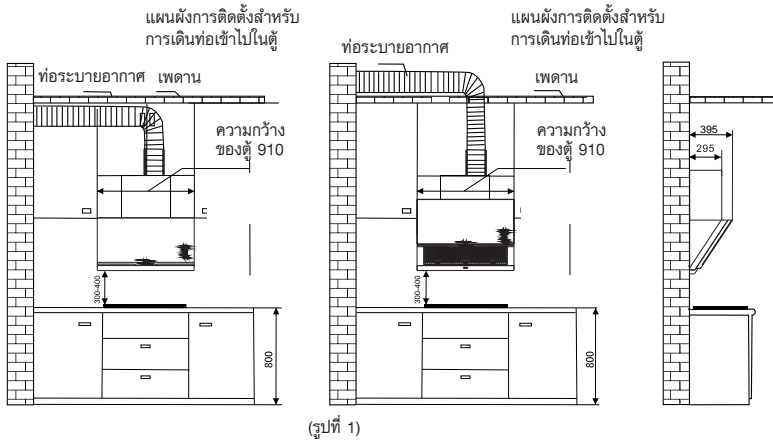 แผนผังการติดตั้งสำหรับ
การเดินท่อเข้าไปในตู้
ท่อระบายอากาศ
เพดาน
ความกว้าง
ของตู้ 910
300-400
800
แผนผังการติดตั้งสำหรับ
การเดินท่อเข้าไปในตู้
ท่อระบายอากาศ
เพดาน
ความกว้าง
ของตู้ 910
300-400
800
395
295
(รูปที่ 1)